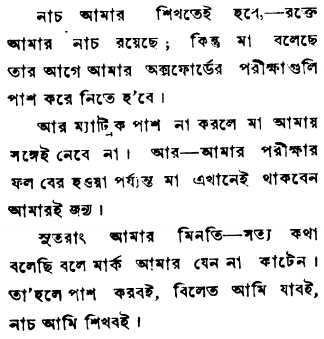 নাচ আমার শিখতেই হবে,—রক্তে
আমার নাচ রয়েছে; কিন্তু মা বলেছে
তার আগে আমার অক্সফোর্ডের পরীক্ষাগুলি
পাশ করে নিতে হ'বে।
আর ম্যাট্রিক পাশ না করলে মা আমায়
সঙ্গেই নেবে না। আর—আমার পরীক্ষার
ফল বের হওয়া পর্য্যন্ত মা এখানেই থাকবেন
আমারই জন্য।
সুতরাং আমার মিনতি—সত্য কথা
বলেছি বলে মার্ক আমার যেন না কাটেন।
তা'হলে পাশ করবই, বিলেত আমি যাবই,
নাচ আমি শিখবই।